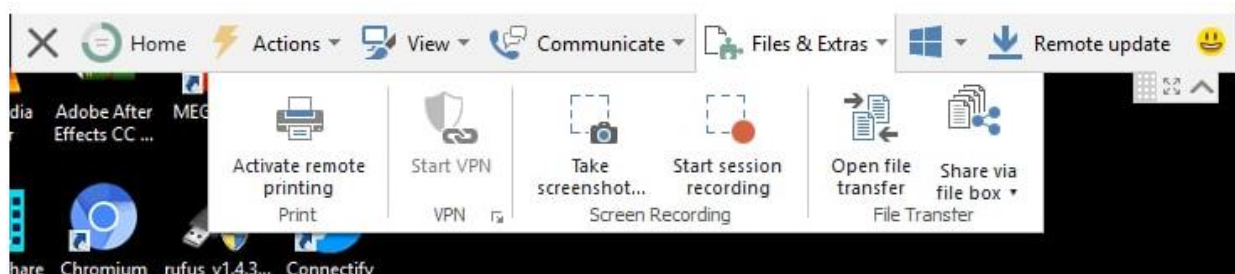 Home Actions View Communicate Files & Extras Remote update
dia Adobe After MEG
r Effects CC ...
Activate remote
printing
Start VPN
Take
screenshot...
Start session
recording
Open file
transfer
Share via
file box
Print VPN Screen Recording File Transfer
hare Chromium rufus_v1.4.3... Connectify